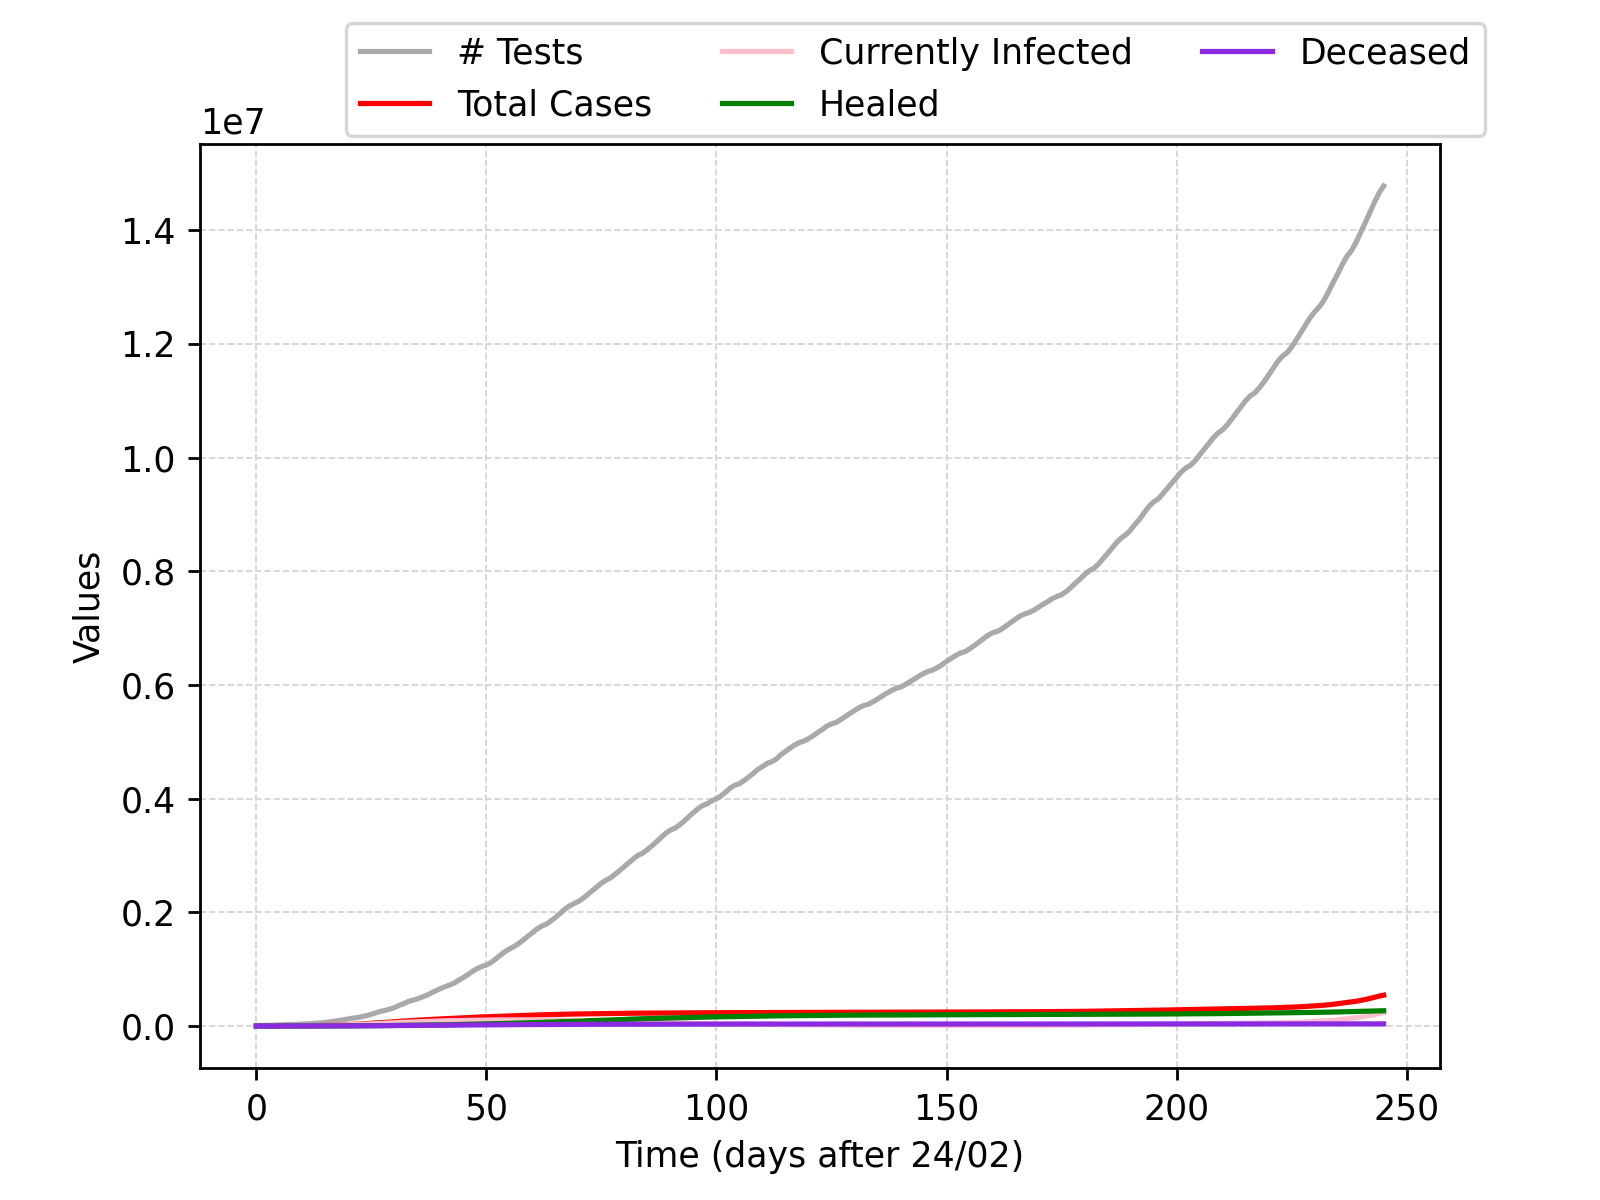 # Tests Currently Infected Deceased
Total Cases Healed
1e7
1.4
1.2
1.0
0.8
0.6
0.4
0.2
0.0
Values
0 50 100 150 200 250
Time (days after 24/02)